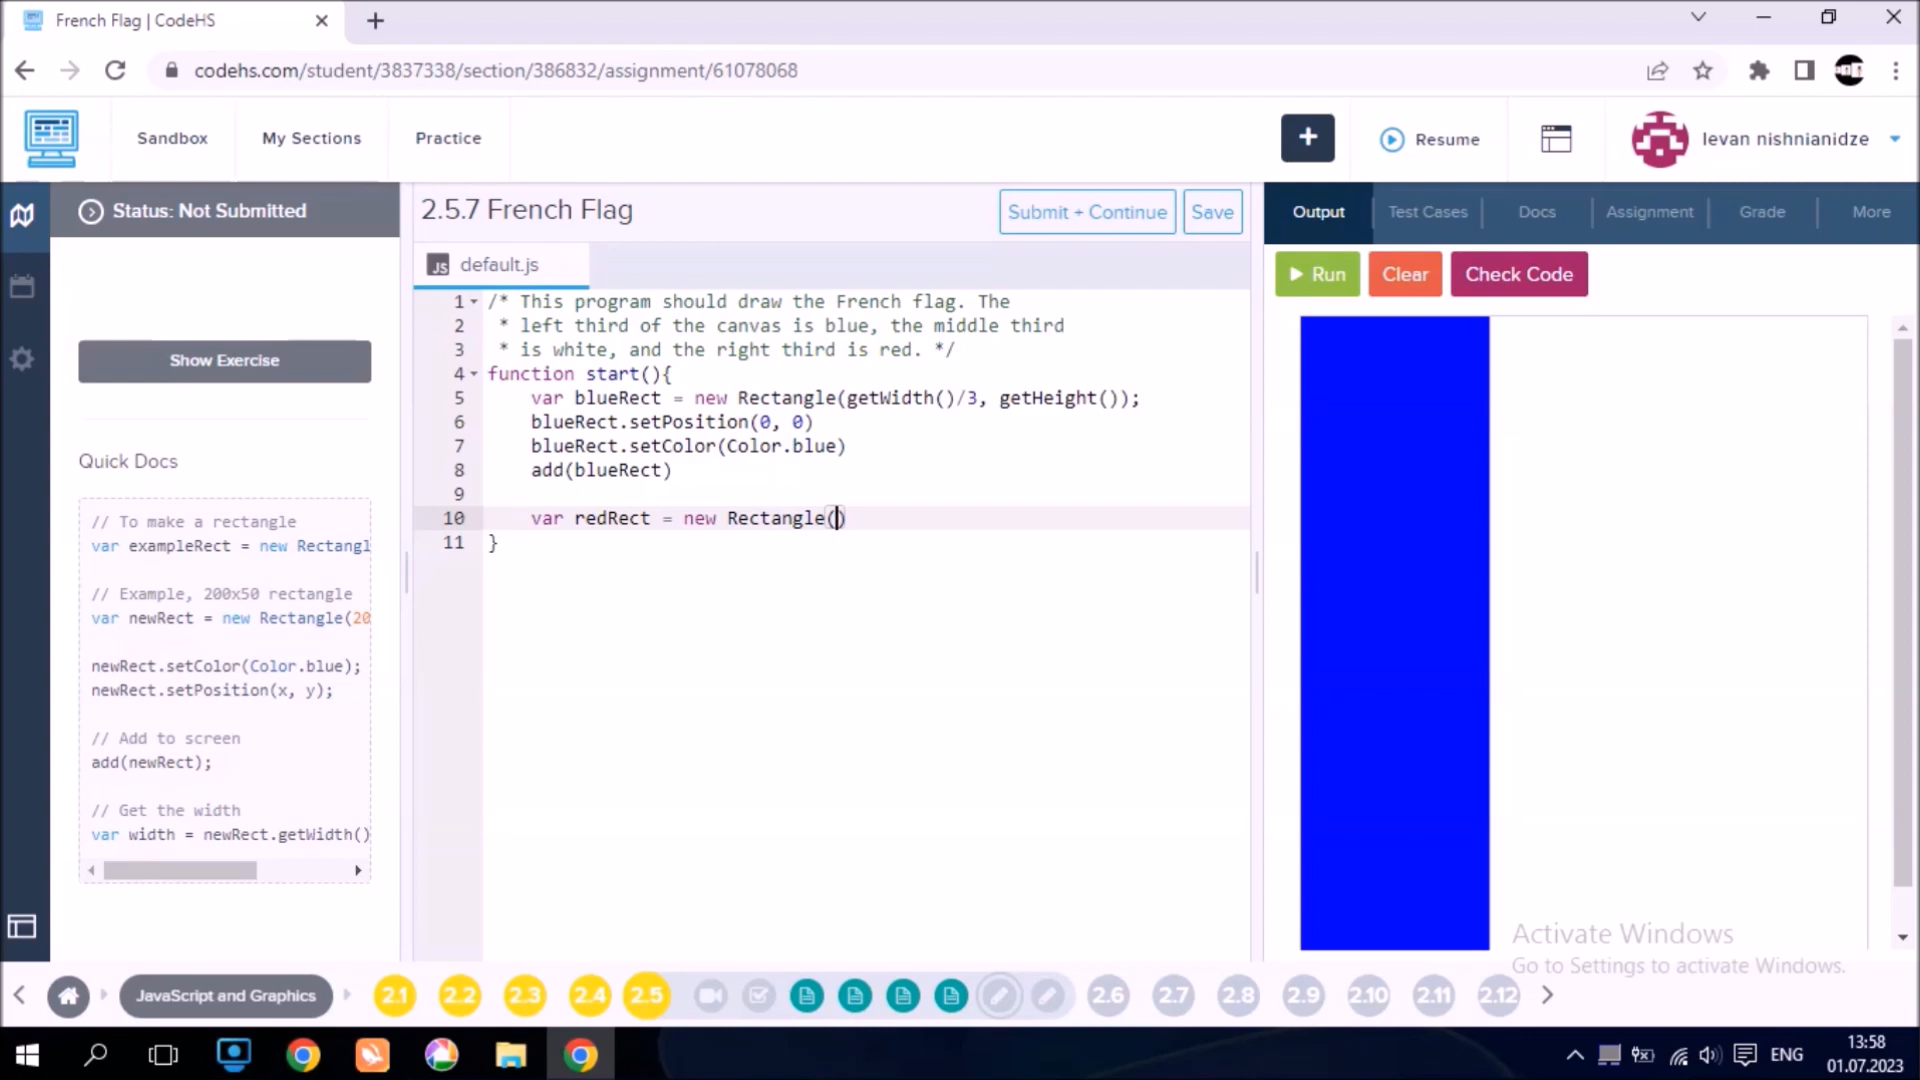 French Flag | CodeHS
codehs.com/student/3837338/section/386832/assignment/61078068
Sandbox
My Sections
Practice
+
Resume
levan nishnianidze
Status: Not Submitted
2.5.7 French Flag
Submit + Continue
Save
Output
Test Cases
Docs
Assignment
Grade
More
JS default.js
Run
Clear
Check Code
Show Exercise
Quick Docs
// To make a rectangle
var exampleRect = new Rectangl
// Example, 200x50 rectangle
var newRect = new Rectangle(20
newRect.setColor(Color.blue);
newRect.setPosition(x, y);
// Add to screen
add(newRect);
// Get the width
var width = newRect.getWidth()
1 /* This program should draw the French flag. The
2 * left third of the canvas is blue, the middle third
3 * is white, and the right third is red. */
4 function start(){
5 var blueRect = new Rectangle(getWidth()/3, getHeight());
6 blueRect.setPosition(0, 0)
7 blueRect.setColor(Color.blue)
8 add(blueRect)
9
10 var redRect = new Rectangle()
11 }
Activate Windows
Go to Settings to activate Windows.
JavaScript and Graphics
2.1
2.2
2.3
2.4
2.5
2.6
2.7
2.8
2.9
2.10
2.11
2.12
ENG
13:58
01.07.2023